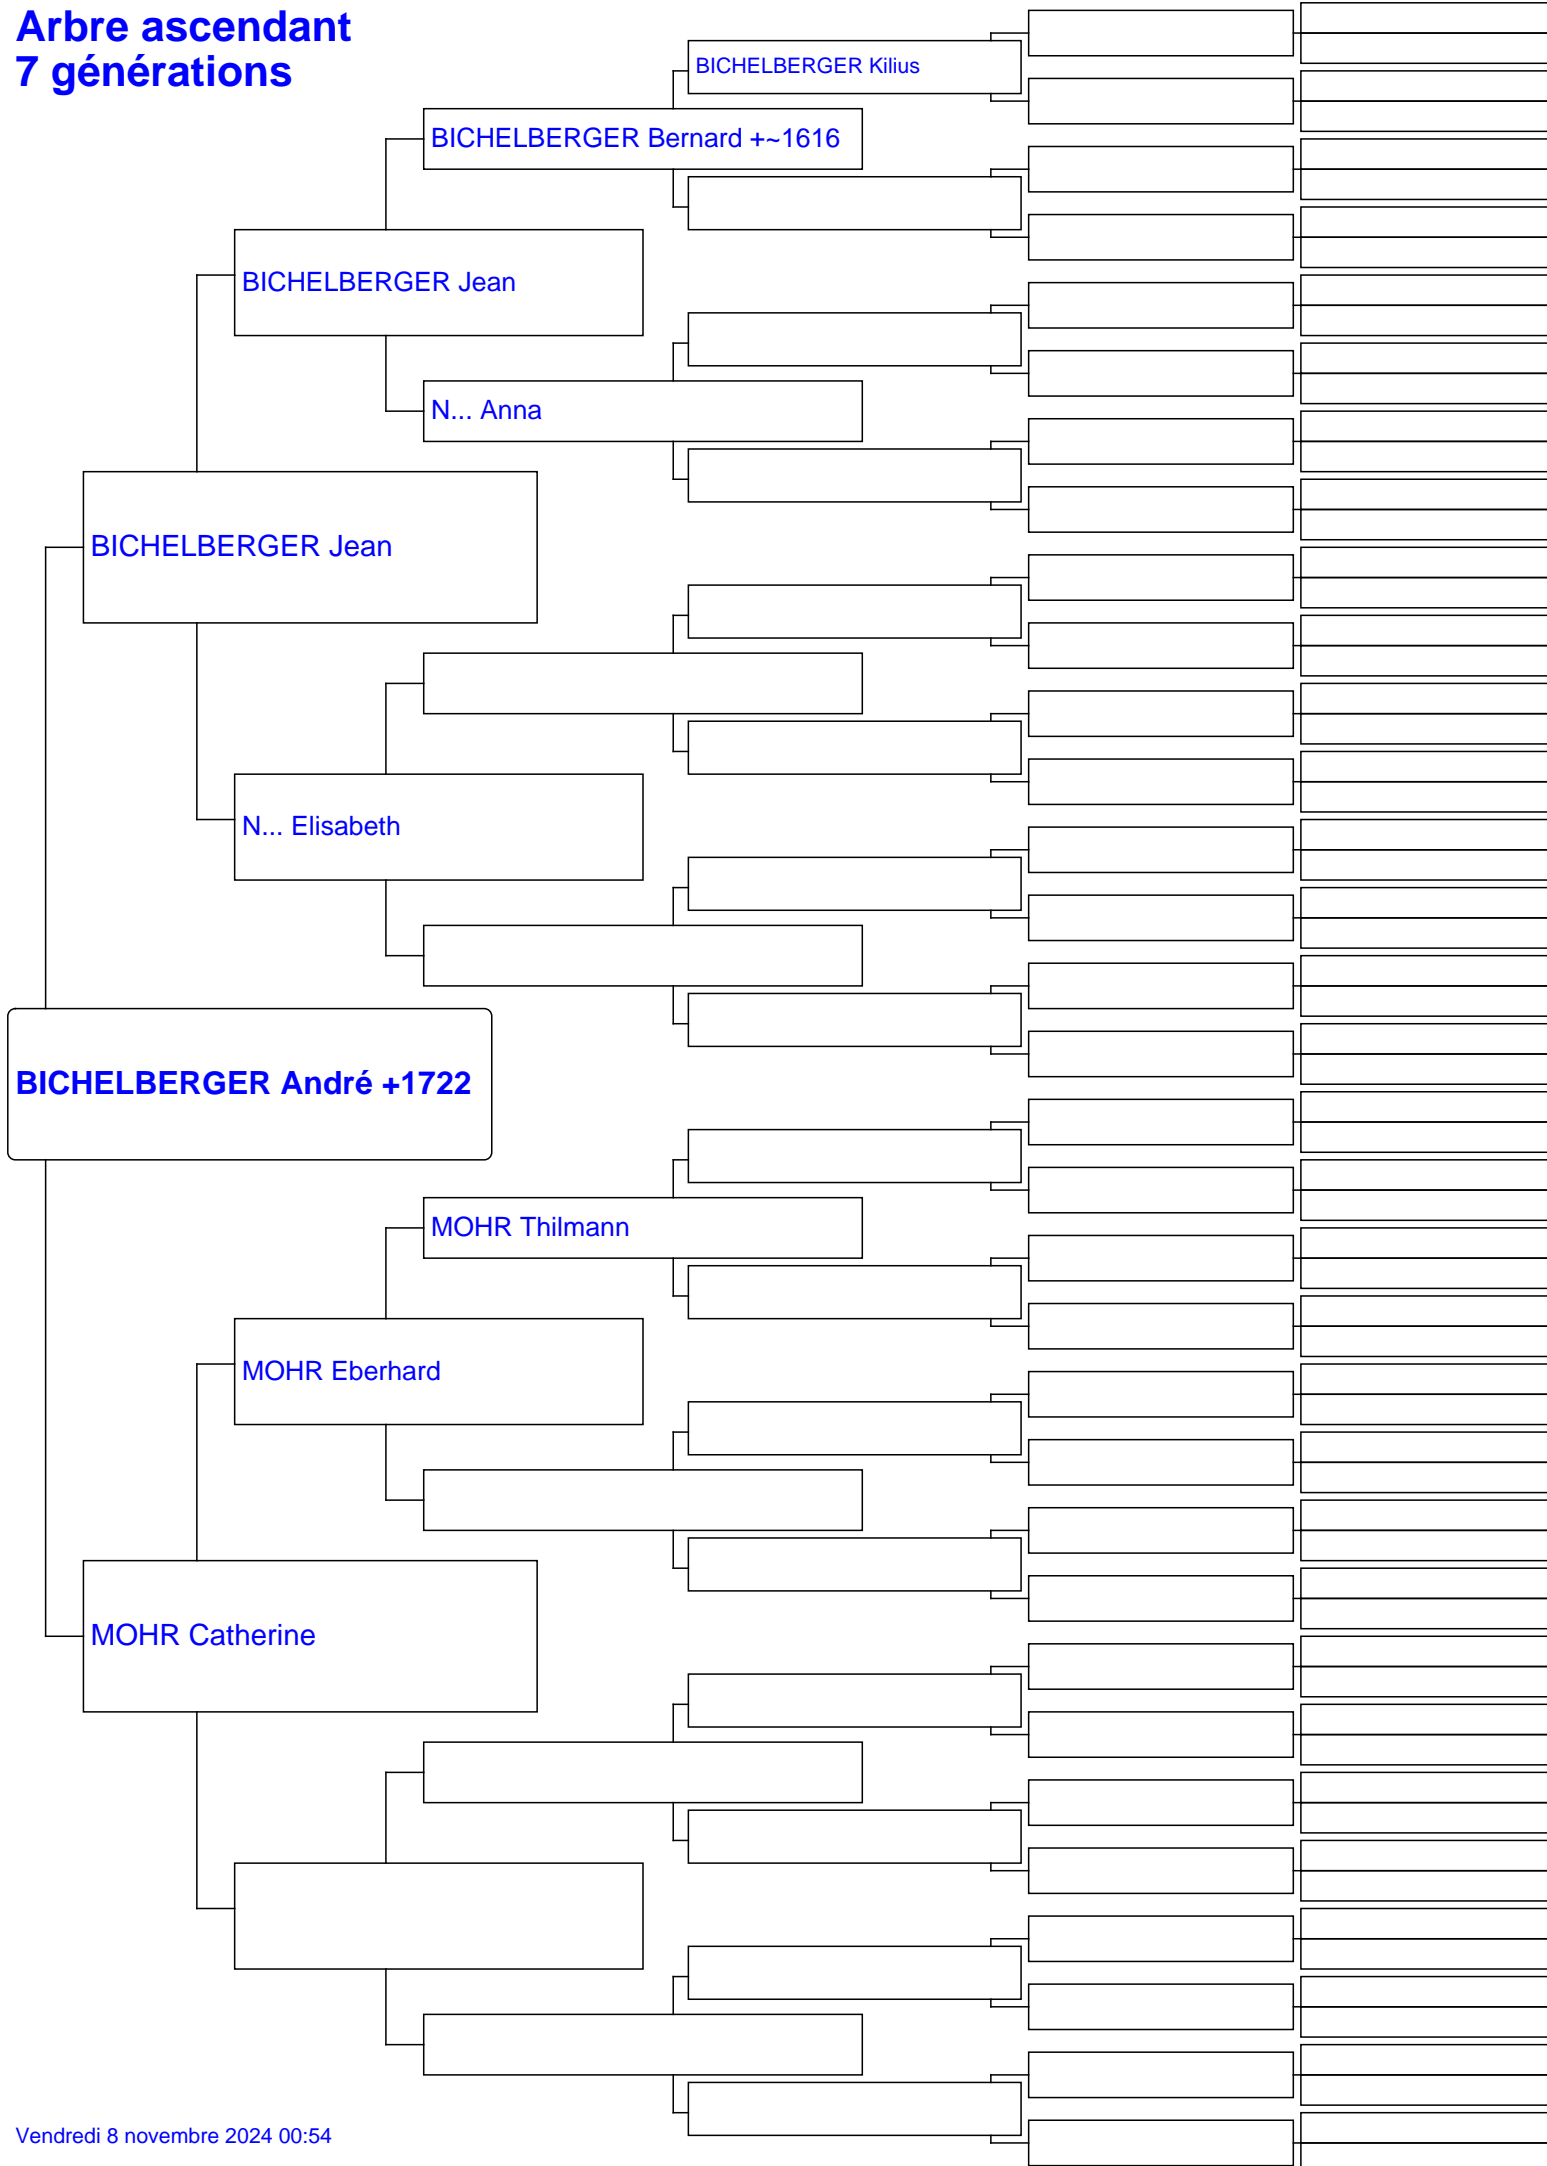 Arbre ascendant
7 générations
BICHELBERGER Kilius
BICHELBERGER Bernard +~1616
BICHELBERGER Jean
N... Anna
BICHELBERGER Jean
N... Elisabeth
BICHELBERGER André +1722
MOHR Thilmann
MOHR Eberhard
MOHR Catherine
Vendredi 8 novembre 2024 00:54